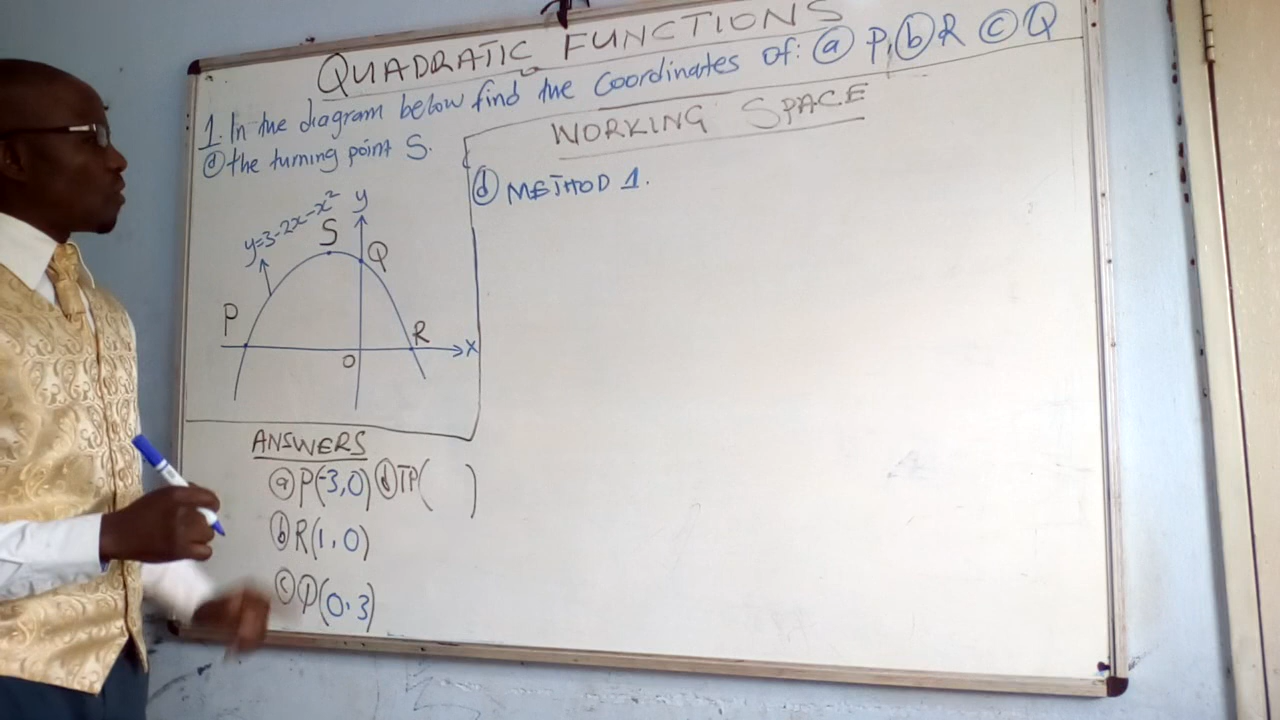 QUADRATIC FUNCTIONS
1. In the diagram below find the coordinates of: ⓐ P, ⓑ R ⓒ Q
ⓓ the turning point S.
WORKING SPACE
ⓓ METHOD 1.
y=3-2x-x²
y
S
Q
P
R
O
x
ANSWERS
ⓐ P(-3,0) ⓓ TP( )
ⓑ R(1,0)
ⓒ Q(0,3)